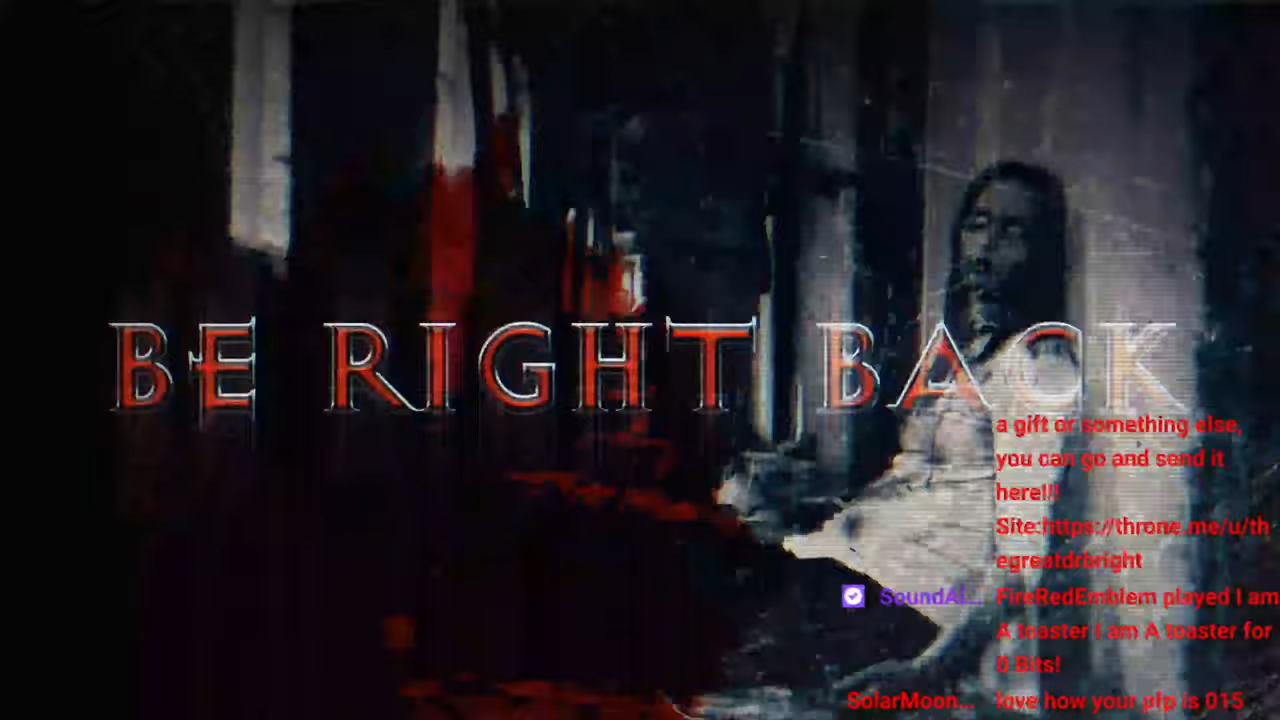 BE RIGHT BACK
a gift or something else,
you can go and send it
here!!!
Site:https://throne.me/u/th
egreatdrbright
SoundAl... FireRedEmblem played I am
A toaster I am A toaster for
0 Bits!
SolarMoon... love how your pfp is 015